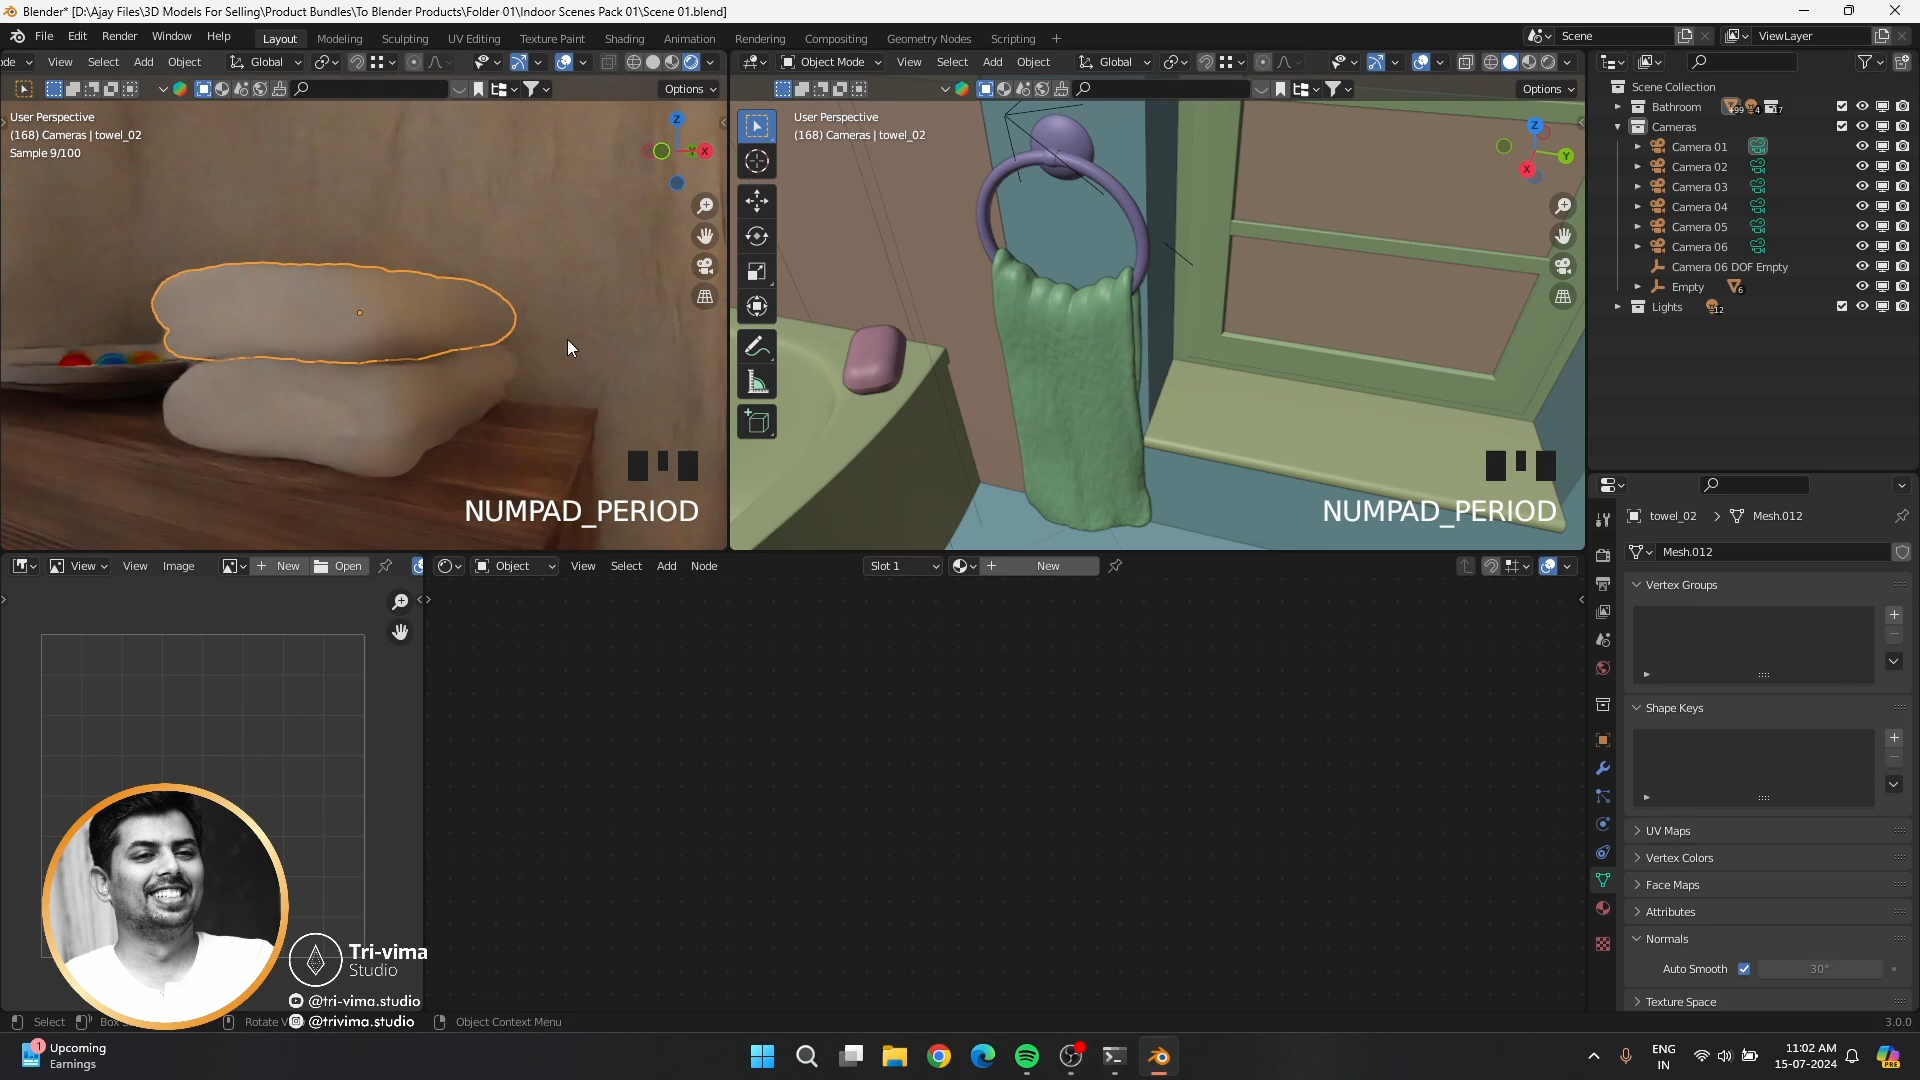 Blender* [D:\Ajay Files\3D Models For Selling\Product Bundles\To Blender Products\Folder 01\Indoor Scenes Pack 01\Scene 01.blend]
File Edit Render Window Help Layout Modeling Sculpting UV Editing Texture Paint Shading Animation Rendering Compositing Geometry Nodes Scripting + Scene ViewLayer
View Select Add Object Global Object Mode View Select Add Object Global
Options Options
User Perspective
(168) Cameras | towel_02
Sample 9/100
Z
X
NUMPAD_PERIOD
User Perspective
(168) Cameras | towel_02
Z
Y
X
NUMPAD_PERIOD
Scene Collection
Bathroom 17
Cameras
Camera 01
Camera 02
Camera 03
Camera 04
Camera 05
Camera 06
Camera 06 DOF Empty
Empty 6
Lights 12
towel_02 > Mesh.012
Mesh.012
Vertex Groups
Shape Keys
UV Maps
Vertex Colors
Face Maps
Attributes
Normals
Auto Smooth 30°
Texture Space
View View Image New Open
Object View Select Add Node Slot 1 New
Tri-vima
Studio
@tri-vima.studio
@trivima.studio
Select Rotate Object Context Menu 3.0.0
1 Upcoming
Earnings
ENG
IN
11:02 AM
15-07-2024
PRE